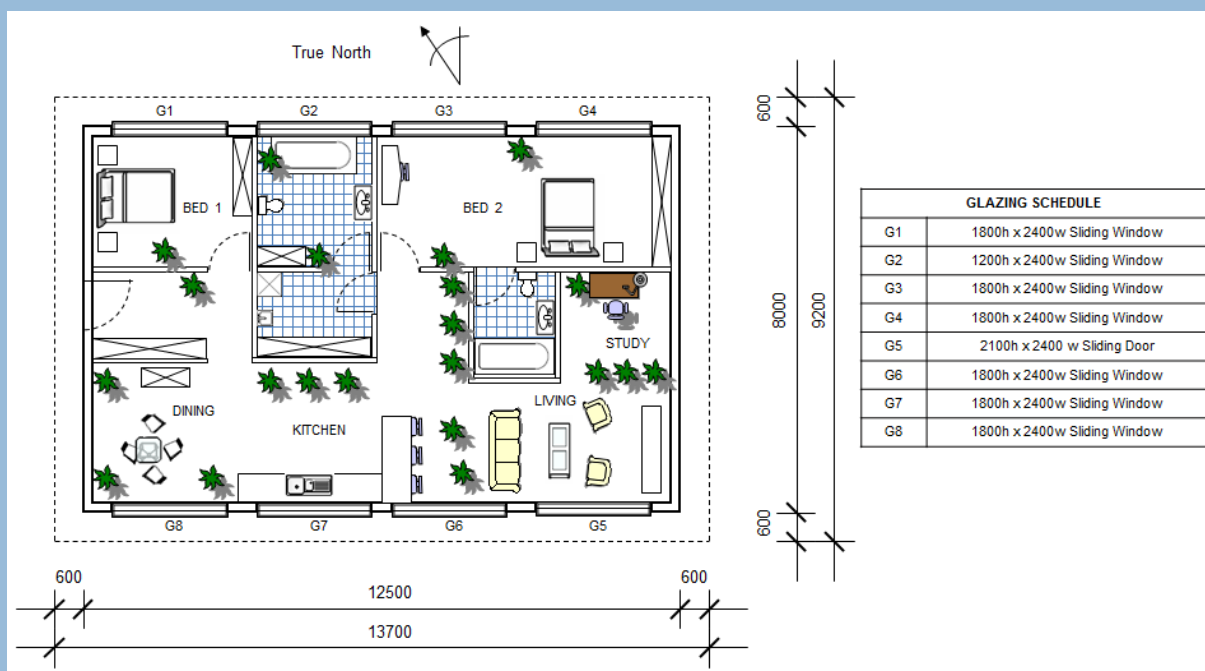 True North
G1 G2 G3 G4
BED 1
BED 2
STUDY
DINING
LIVING
KITCHEN
G8 G7 G6 G5
600
8000
9200
600
600
12500
600
13700
GLAZING SCHEDULE
G1 1800h x 2400w Sliding Window
G2 1200h x 2400w Sliding Window
G3 1800h x 2400w Sliding Window
G4 1800h x 2400w Sliding Window
G5 2100h x 2400 w Sliding Door
G6 1800h x 2400w Sliding Window
G7 1800h x 2400w Sliding Window
G8 1800h x 2400w Sliding Window